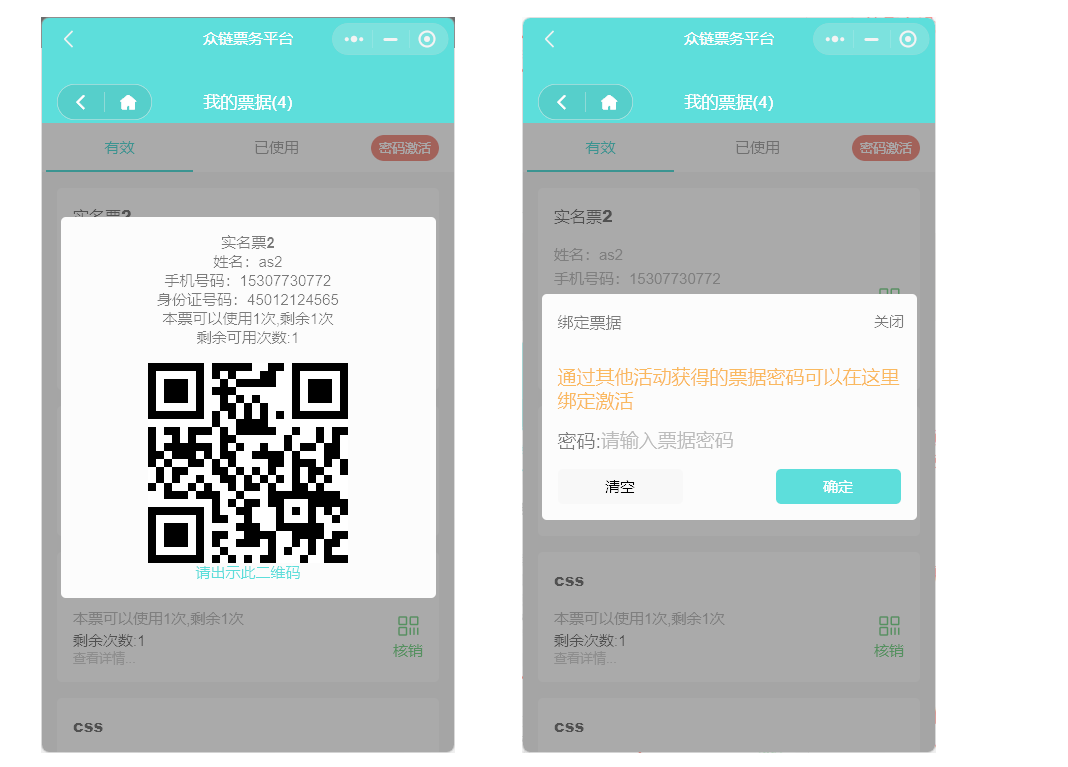 众链票务平台
我的票据(4)
有效
已使用
密码激活
实名票2
实名票2
姓名：as2
手机号码：15307730772
身份证号码：45012124565
本票可以使用1次,剩余1次
剩余可用次数:1
请出示此二维码
本票可以使用1次,剩余1次
剩余次数:1
查看详情...
核销
css
众链票务平台
我的票据(4)
有效
已使用
密码激活
实名票2
姓名：as2
手机号码：15307730772
绑定票据
关闭
通过其他活动获得的票据密码可以在这里
绑定激活
密码:请输入票据密码
清空
确定
css
本票可以使用1次,剩余1次
剩余次数:1
查看详情...
核销
css